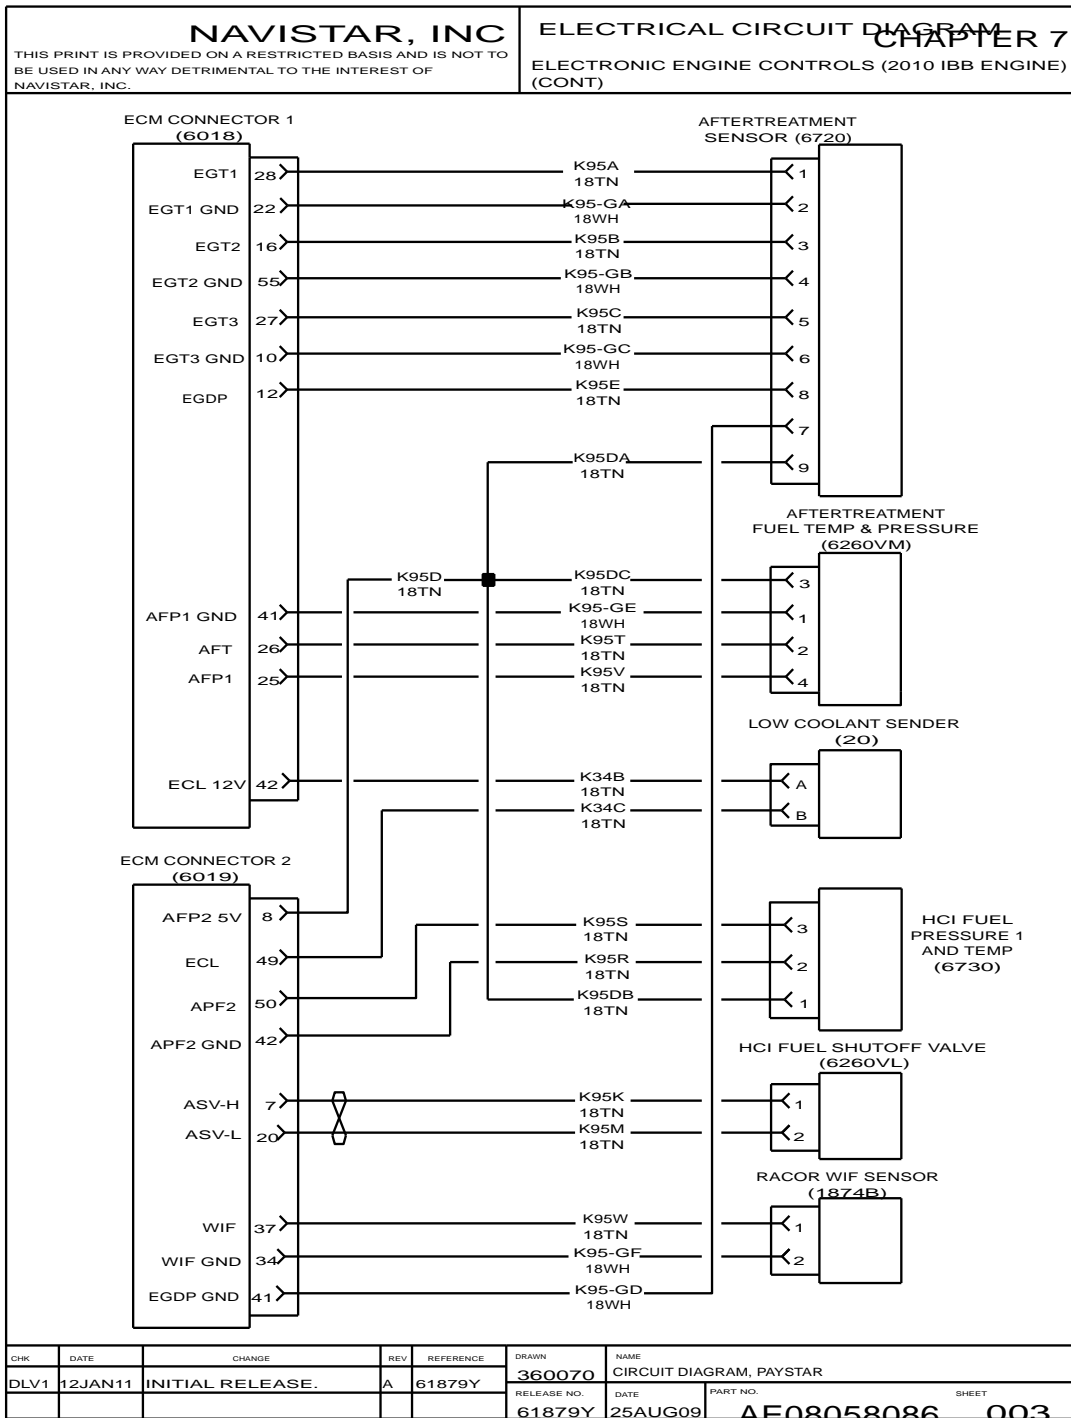 NAVISTAR, INC
THIS PRINT IS PROVIDED ON A RESTRICTED BASIS AND IS NOT TO
BE USED IN ANY WAY DETRIMENTAL TO THE INTEREST OF
NAVISTAR, INC.
ELECTRICAL CIRCUIT DIAGRAM
CHAPTER 7
ELECTRONIC ENGINE CONTROLS (2010 IBB ENGINE)
(CONT)
ECM CONNECTOR 1
(6018)
AFTERTREATMENT
SENSOR (6720)
EGT1 28 K95A 1
18TN
EGT1 GND 22 K95-GA 2
18WH
EGT2 16 K95B 3
18TN
EGT2 GND 55 K95-GB 4
18WH
EGT3 27 K95C 5
18TN
EGT3 GND 10 K95-GC 6
18WH
EGDP 12 K95E 8
18TN
7
K95DA 9
18TN
AFTERTREATMENT
FUEL TEMP & PRESSURE
(6260VM)
K95D K95DC 3
18TN 18TN
AFP1 GND 41 K95-GE 1
18WH
AFT 26 K95T 2
18TN
AFP1 25 K95V 4
18TN
LOW COOLANT SENDER
(20)
ECL 12V 42 K34B A
18TN
K34C B
18TN
ECM CONNECTOR 2
(6019)
AFP2 5V 8
K95S 3
18TN
HCI FUEL
PRESSURE 1
AND TEMP
(6730)
ECL 49 K95R 2
18TN
APF2 50 K95DB 1
18TN
APF2 GND 42
HCI FUEL SHUTOFF VALVE
(6260VL)
ASV-H 7 K95K 1
18TN
ASV-L 20 K95M 2
18TN
RACOR WIF SENSOR
(1874B)
WIF 37 K95W 1
18TN
WIF GND 34 K95-GF 2
18WH
EGDP GND 41 K95-GD
18WH
CHK DATE CHANGE REV REFERENCE
DLV1 12JAN11 INITIAL RELEASE. A 61879Y
DRAWN
360070
NAME
CIRCUIT DIAGRAM, PAYSTAR
RELEASE NO. DATE PART NO. SHEET
61879Y 25AUG09 AE08058086 003